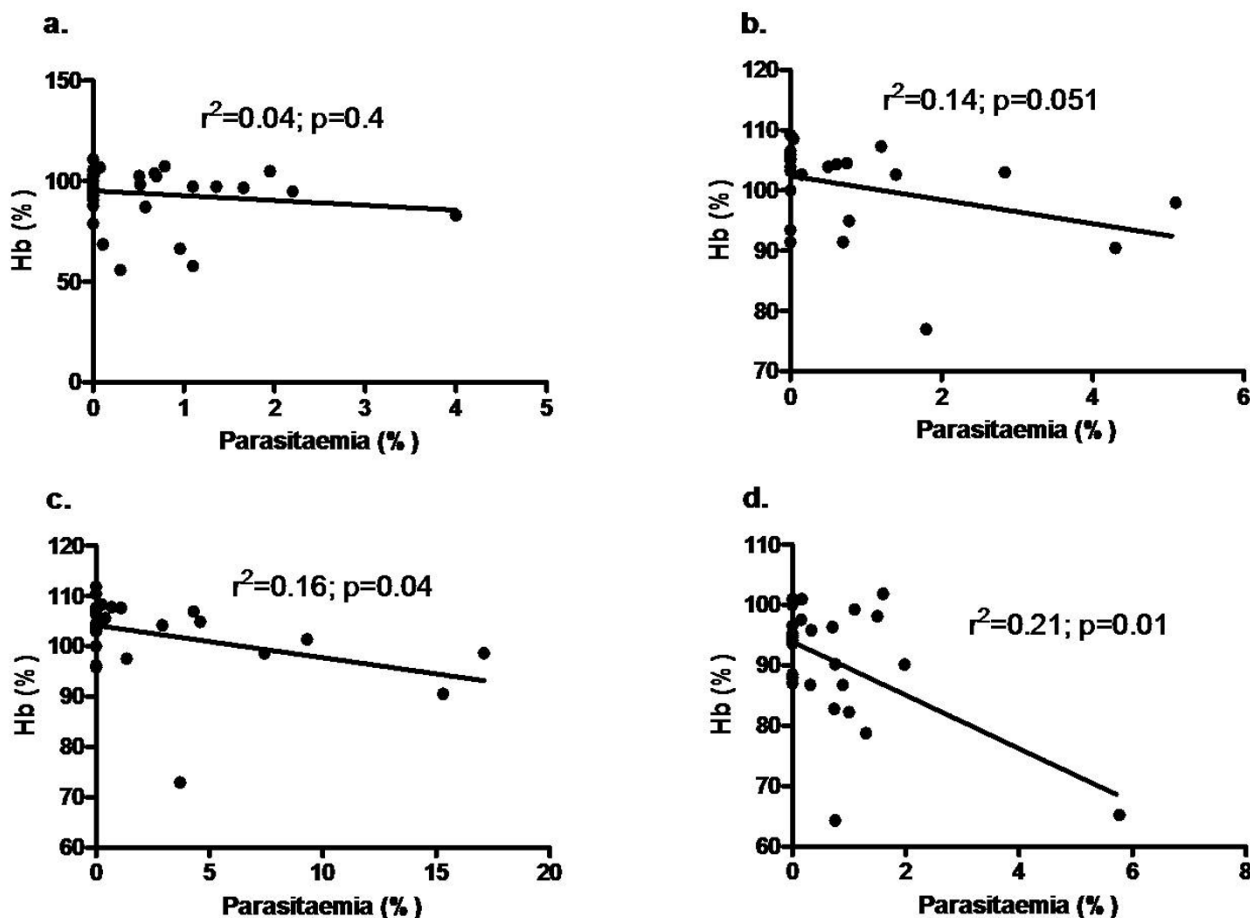 a.
r²=0.04; p=0.4
150
100
50
0
Hb (%)
0 1 2 3 4 5
Parasitaemia (%)
b.
r²=0.14; p=0.051
120
110
100
90
80
70
Hb (%)
0 2 4 6
Parasitaemia (%)
c.
r²=0.16; p=0.04
120
110
100
90
80
70
60
Hb (%)
0 5 10 15 20
Parasitaemia (%)
d.
r²=0.21; p=0.01
110
100
90
80
70
60
Hb (%)
0 2 4 6 8
Parasitaemia (%)